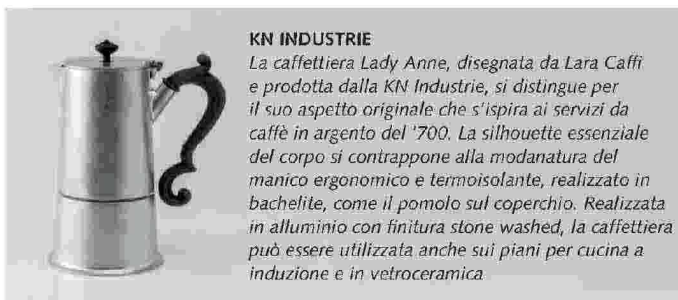 KN INDUSTRIE
La caffettiera Lady Anne, disegnata da Lara Caffi
e prodotta dalla KN Industrie, si distingue per
il suo aspetto originale che s'ispira ai servizi da
caffè in argento del '700. La silhouette essenziale
del corpo si contrappone alla modanatura del
manico ergonomico e termoisolante, realizzato in
bachelite, come il pomolo sul coperchio. Realizzata
in alluminio con finitura stone washed, la caffettiera
può essere utilizzata anche sui piani per cucina a
induzione e in vetroceramica